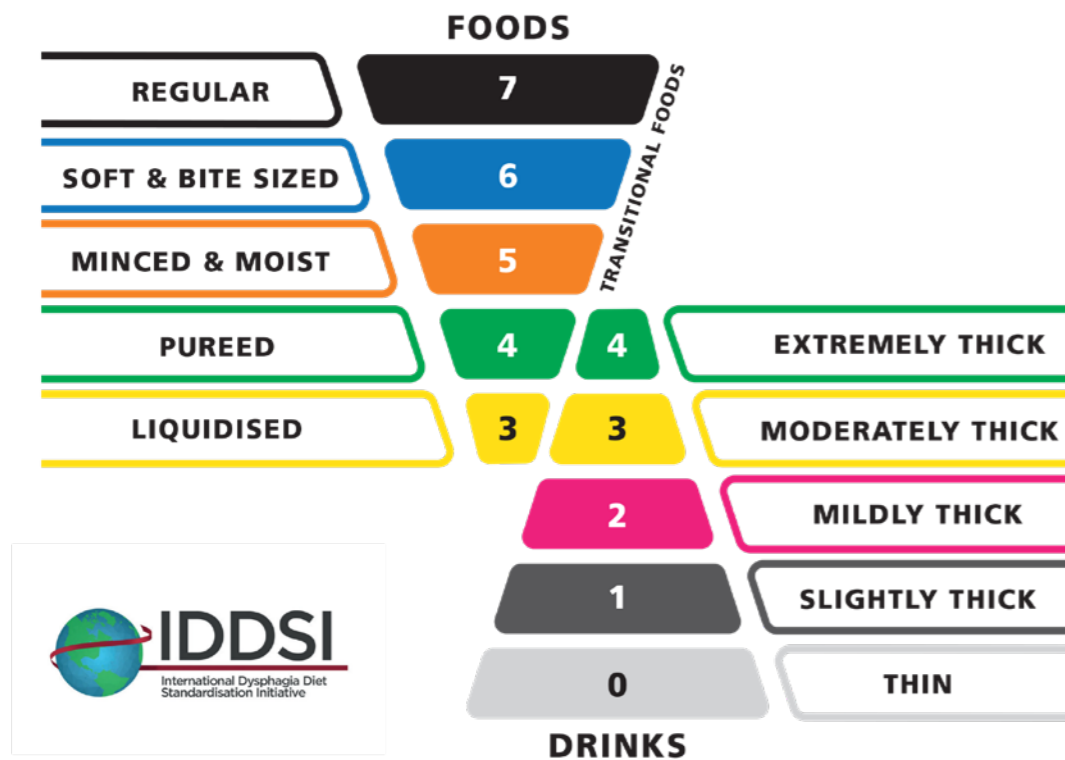 FOODS
REGULAR
7
SOFT & BITE SIZED
6
MINCED & MOIST
5
TRANSITIONAL FOODS
PUREED
4
4
EXTREMELY THICK
LIQUIDISED
3
3
MODERATELY THICK
2
MILDLY THICK
1
SLIGHTLY THICK
0
THIN
DRINKS
IDDSI
International Dysphagia Diet
Standardisation Initiative